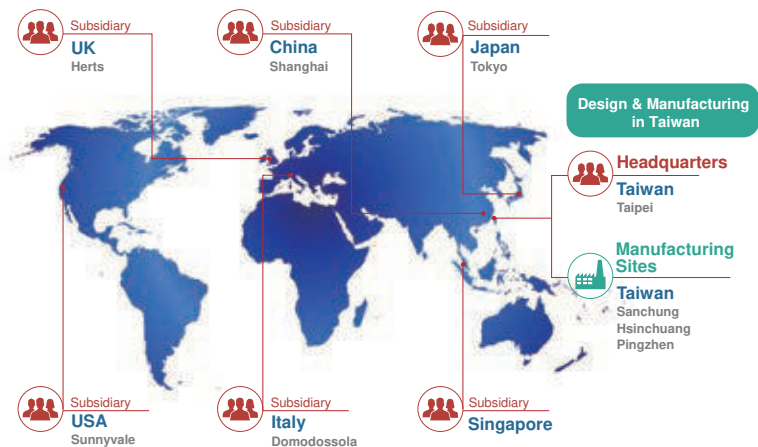 Subsidiary
UK
Herts
Subsidiary
China
Shanghai
Subsidiary
Japan
Tokyo
Design & Manufacturing
in Taiwan
Headquarters
Taiwan
Taipei
Manufacturing
Sites
Taiwan
Sanchung
Hsinchuang
Pingzhen
Subsidiary
USA
Sunnyvale
Subsidiary
Italy
Domodossola
Subsidiary
Singapore